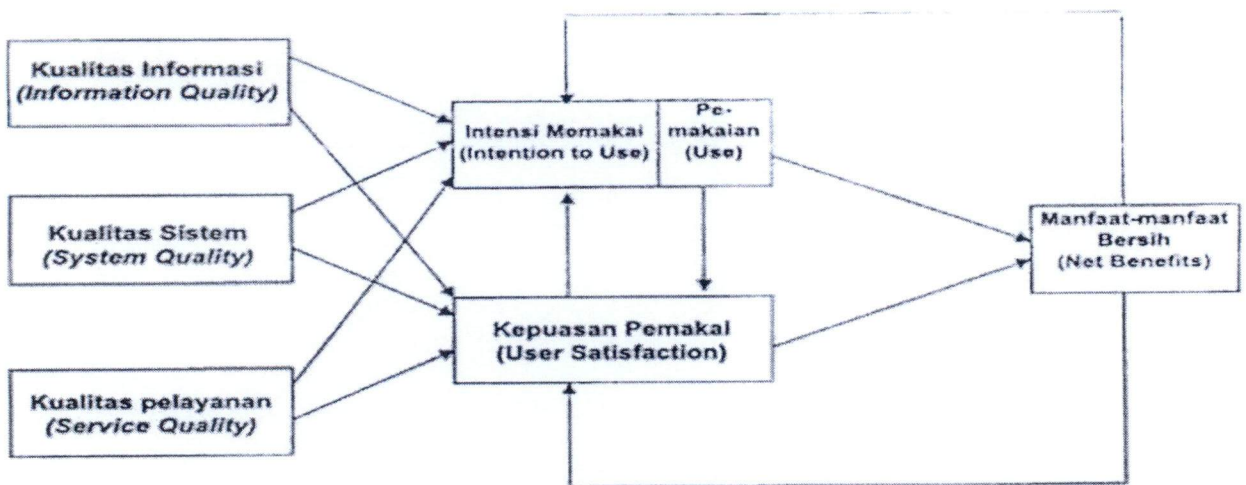 Kualitas Informasi
(Information Quality)
Kualitas Sistem
(System Quality)
Kualitas pelayanan
(Service Quality)
Intensi Memakai
(Intention to Use)
Pe-
makaian
(Use)
Kepuasan Pemakai
(User Satisfaction)
Manfaat-manfaat
Bersih
(Net Benefits)